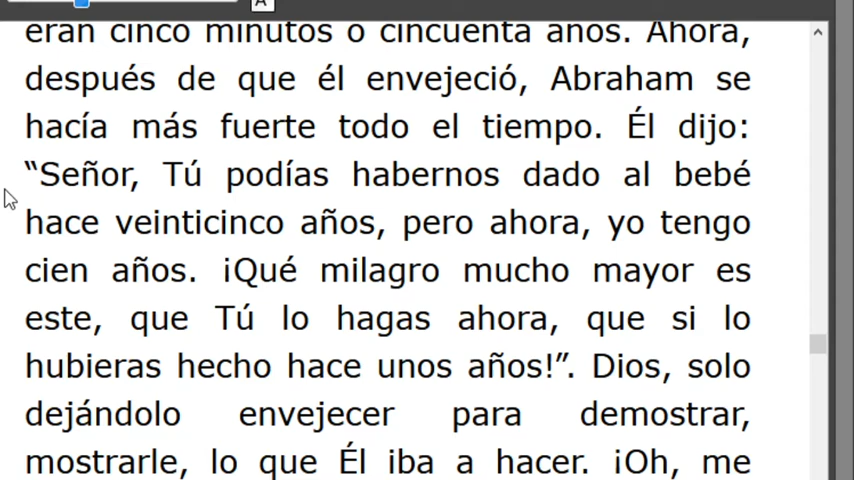 A
eran cinco minutos o cincuenta años. Ahora,
después de que él envejeció, Abraham se
hacía más fuerte todo el tiempo. Él dijo:
“Señor, Tú podías habernos dado al bebé
hace veinticinco años, pero ahora, yo tengo
cien años. ¡Qué milagro mucho mayor es
este, que Tú lo hagas ahora, que si lo
hubieras hecho hace unos años!”. Dios, solo
dejándolo envejecer para demostrar,
mostrarle, lo que Él iba a hacer. ¡Oh, me